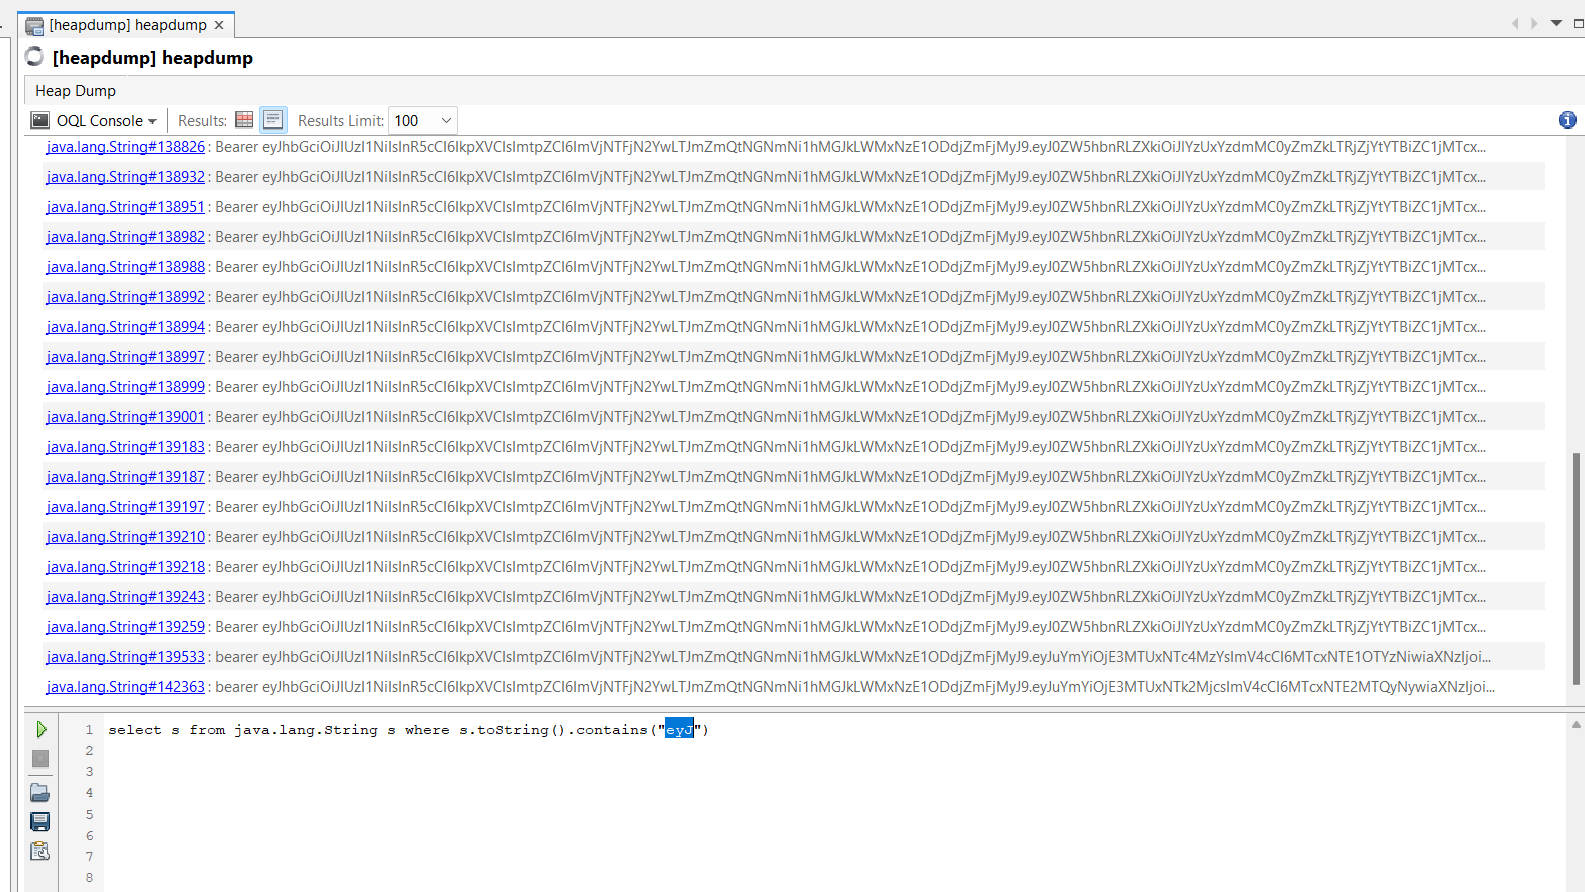 [heapdump] heapdump
[heapdump] heapdump
Heap Dump
OQL Console Results: Results Limit: 100
java.lang.String#138826 : Bearer eyJhbGciOiJIUzI1NiIsInR5cCI6IkpXVCIsImtpZCI6ImVjNTFjN2YwLTJmZmQtNGNmNi1hMGJkLWMxNzE1ODdjZmFjMyJ9.eyJ0ZW5hbnRLZXkiOiJlYzUxYzdmMC0yZmZkLTRjZjYtYTBiZC1jMTcx...
java.lang.String#138932 : Bearer eyJhbGciOiJIUzI1NiIsInR5cCI6IkpXVCIsImtpZCI6ImVjNTFjN2YwLTJmZmQtNGNmNi1hMGJkLWMxNzE1ODdjZmFjMyJ9.eyJ0ZW5hbnRLZXkiOiJlYzUxYzdmMC0yZmZkLTRjZjYtYTBiZC1jMTcx...
java.lang.String#138951 : Bearer eyJhbGciOiJIUzI1NiIsInR5cCI6IkpXVCIsImtpZCI6ImVjNTFjN2YwLTJmZmQtNGNmNi1hMGJkLWMxNzE1ODdjZmFjMyJ9.eyJ0ZW5hbnRLZXkiOiJlYzUxYzdmMC0yZmZkLTRjZjYtYTBiZC1jMTcx...
java.lang.String#138982 : Bearer eyJhbGciOiJIUzI1NiIsInR5cCI6IkpXVCIsImtpZCI6ImVjNTFjN2YwLTJmZmQtNGNmNi1hMGJkLWMxNzE1ODdjZmFjMyJ9.eyJ0ZW5hbnRLZXkiOiJlYzUxYzdmMC0yZmZkLTRjZjYtYTBiZC1jMTcx...
java.lang.String#138988 : Bearer eyJhbGciOiJIUzI1NiIsInR5cCI6IkpXVCIsImtpZCI6ImVjNTFjN2YwLTJmZmQtNGNmNi1hMGJkLWMxNzE1ODdjZmFjMyJ9.eyJ0ZW5hbnRLZXkiOiJlYzUxYzdmMC0yZmZkLTRjZjYtYTBiZC1jMTcx...
java.lang.String#138992 : Bearer eyJhbGciOiJIUzI1NiIsInR5cCI6IkpXVCIsImtpZCI6ImVjNTFjN2YwLTJmZmQtNGNmNi1hMGJkLWMxNzE1ODdjZmFjMyJ9.eyJ0ZW5hbnRLZXkiOiJlYzUxYzdmMC0yZmZkLTRjZjYtYTBiZC1jMTcx...
java.lang.String#138994 : Bearer eyJhbGciOiJIUzI1NiIsInR5cCI6IkpXVCIsImtpZCI6ImVjNTFjN2YwLTJmZmQtNGNmNi1hMGJkLWMxNzE1ODdjZmFjMyJ9.eyJ0ZW5hbnRLZXkiOiJlYzUxYzdmMC0yZmZkLTRjZjYtYTBiZC1jMTcx...
java.lang.String#138997 : Bearer eyJhbGciOiJIUzI1NiIsInR5cCI6IkpXVCIsImtpZCI6ImVjNTFjN2YwLTJmZmQtNGNmNi1hMGJkLWMxNzE1ODdjZmFjMyJ9.eyJ0ZW5hbnRLZXkiOiJlYzUxYzdmMC0yZmZkLTRjZjYtYTBiZC1jMTcx...
java.lang.String#138999 : Bearer eyJhbGciOiJIUzI1NiIsInR5cCI6IkpXVCIsImtpZCI6ImVjNTFjN2YwLTJmZmQtNGNmNi1hMGJkLWMxNzE1ODdjZmFjMyJ9.eyJ0ZW5hbnRLZXkiOiJlYzUxYzdmMC0yZmZkLTRjZjYtYTBiZC1jMTcx...
java.lang.String#139001 : Bearer eyJhbGciOiJIUzI1NiIsInR5cCI6IkpXVCIsImtpZCI6ImVjNTFjN2YwLTJmZmQtNGNmNi1hMGJkLWMxNzE1ODdjZmFjMyJ9.eyJ0ZW5hbnRLZXkiOiJlYzUxYzdmMC0yZmZkLTRjZjYtYTBiZC1jMTcx...
java.lang.String#139183 : Bearer eyJhbGciOiJIUzI1NiIsInR5cCI6IkpXVCIsImtpZCI6ImVjNTFjN2YwLTJmZmQtNGNmNi1hMGJkLWMxNzE1ODdjZmFjMyJ9.eyJ0ZW5hbnRLZXkiOiJlYzUxYzdmMC0yZmZkLTRjZjYtYTBiZC1jMTcx...
java.lang.String#139187 : Bearer eyJhbGciOiJIUzI1NiIsInR5cCI6IkpXVCIsImtpZCI6ImVjNTFjN2YwLTJmZmQtNGNmNi1hMGJkLWMxNzE1ODdjZmFjMyJ9.eyJ0ZW5hbnRLZXkiOiJlYzUxYzdmMC0yZmZkLTRjZjYtYTBiZC1jMTcx...
java.lang.String#139197 : Bearer eyJhbGciOiJIUzI1NiIsInR5cCI6IkpXVCIsImtpZCI6ImVjNTFjN2YwLTJmZmQtNGNmNi1hMGJkLWMxNzE1ODdjZmFjMyJ9.eyJ0ZW5hbnRLZXkiOiJlYzUxYzdmMC0yZmZkLTRjZjYtYTBiZC1jMTcx...
java.lang.String#139210 : Bearer eyJhbGciOiJIUzI1NiIsInR5cCI6IkpXVCIsImtpZCI6ImVjNTFjN2YwLTJmZmQtNGNmNi1hMGJkLWMxNzE1ODdjZmFjMyJ9.eyJ0ZW5hbnRLZXkiOiJlYzUxYzdmMC0yZmZkLTRjZjYtYTBiZC1jMTcx...
java.lang.String#139218 : Bearer eyJhbGciOiJIUzI1NiIsInR5cCI6IkpXVCIsImtpZCI6ImVjNTFjN2YwLTJmZmQtNGNmNi1hMGJkLWMxNzE1ODdjZmFjMyJ9.eyJ0ZW5hbnRLZXkiOiJlYzUxYzdmMC0yZmZkLTRjZjYtYTBiZC1jMTcx...
java.lang.String#139243 : Bearer eyJhbGciOiJIUzI1NiIsInR5cCI6IkpXVCIsImtpZCI6ImVjNTFjN2YwLTJmZmQtNGNmNi1hMGJkLWMxNzE1ODdjZmFjMyJ9.eyJ0ZW5hbnRLZXkiOiJlYzUxYzdmMC0yZmZkLTRjZjYtYTBiZC1jMTcx...
java.lang.String#139259 : Bearer eyJhbGciOiJIUzI1NiIsInR5cCI6IkpXVCIsImtpZCI6ImVjNTFjN2YwLTJmZmQtNGNmNi1hMGJkLWMxNzE1ODdjZmFjMyJ9.eyJ0ZW5hbnRLZXkiOiJlYzUxYzdmMC0yZmZkLTRjZjYtYTBiZC1jMTcx...
java.lang.String#139533 : bearer eyJhbGciOiJIUzI1NiIsInR5cCI6IkpXVCIsImtpZCI6ImVjNTFjN2YwLTJmZmQtNGNmNi1hMGJkLWMxNzE1ODdjZmFjMyJ9.eyJuYmYiOjE3MTUxNTc4MzYsImV4cCI6MTcxNTE1OTYzNiwiaXNzIjoi...
java.lang.String#142363 : bearer eyJhbGciOiJIUzI1NiIsInR5cCI6IkpXVCIsImtpZCI6ImVjNTFjN2YwLTJmZmQtNGNmNi1hMGJkLWMxNzE1ODdjZmFjMyJ9.eyJuYmYiOjE3MTUxNTk2MjcsImV4cCI6MTcxNTE2MTQyNywiaXNzIjoi...
1 select s from java.lang.String s where s.toString().contains("eyJ")
2
3
4
5
6
7
8